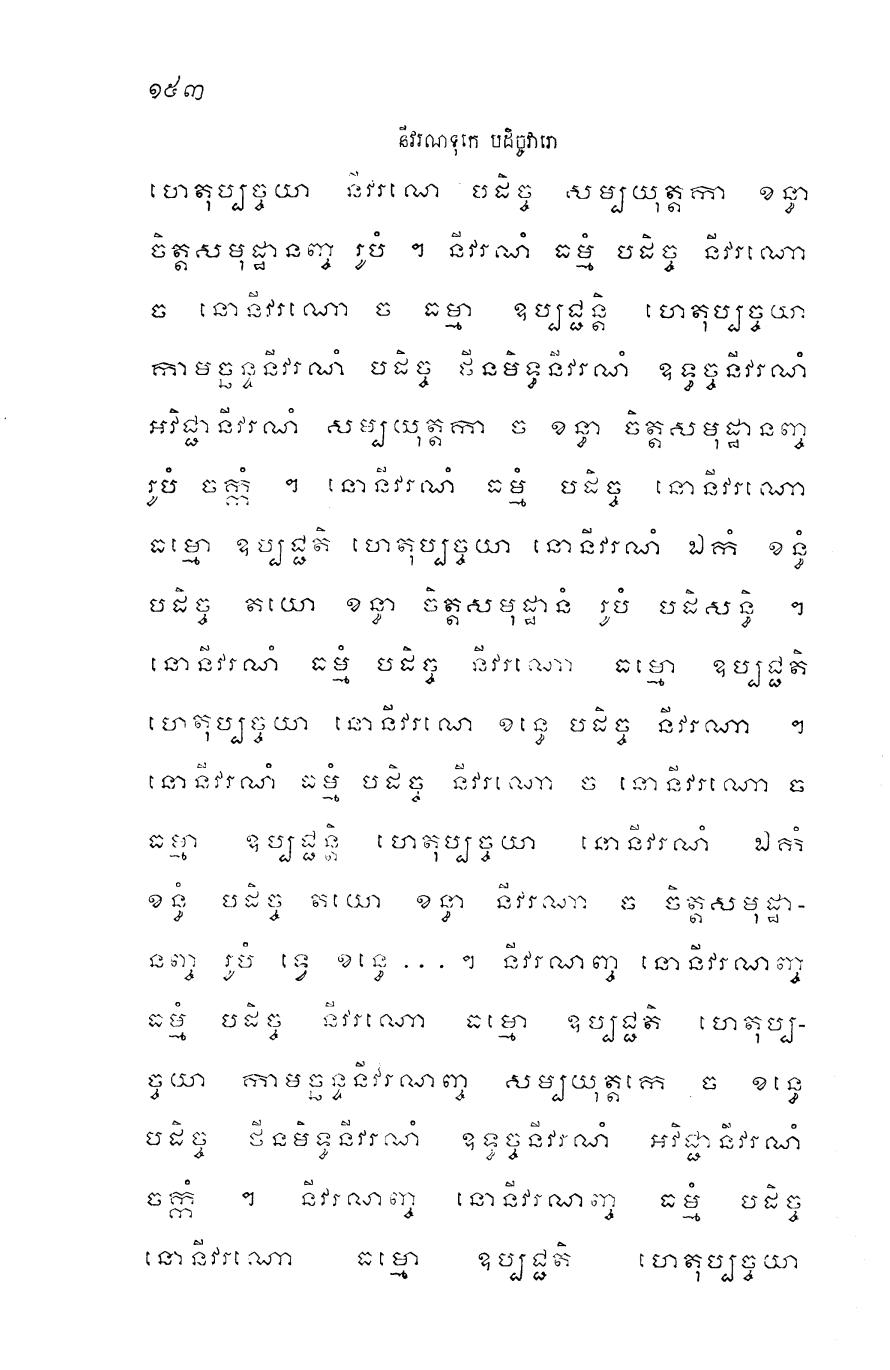 ១៥៣
នីវរណទុកេ បដិច្ចវារោ
ហេតុប្បច្ចយា នីវរណេ បដិច្ច សម្បយុត្តកា ខន្ធា
ចិត្តសមុដ្ឋានញ្ច រូបំ ។ នីវរណំ ធម្មំ បដិច្ច នីវរណោ
ច នោនីវរណោ ច ធម្មា ឧប្បជ្ជន្តិ ហេតុប្បច្ចយា
កាមច្ឆន្ទនីវរណំ បដិច្ច ថីនមិទ្ធនីវរណំ ឧទ្ធច្ចនីវរណំ
អវិជ្ជានីវរណំ សម្បយុត្តកា ច ខន្ធា ចិត្តសមុដ្ឋានញ្ច
រូបំ ចក្កំ ។ នោនីវរណំ ធម្មំ បដិច្ច នោនីវរណោ
ធម្មោ ឧប្បជ្ជតិ ហេតុប្បច្ចយា នោនីវរណំ ឯកំ ខន្ធំ
បដិច្ច តយោ ខន្ធា ចិត្តសមុដ្ឋានំ រូបំ បដិសន្ធិ ។
នោនីវរណំ ធម្មំ បដិច្ច នីវរណោ ធម្មោ ឧប្បជ្ជតិ
ហេតុប្បច្ចយា នោនីវរណេ ខន្ធេ បដិច្ច នីវរណា ។
នោនីវរណំ ធម្មំ បដិច្ច នីវរណោ ច នោនីវរណោ ច
ធម្មា ឧប្បជ្ជន្តិ ហេតុប្បច្ចយា នោនីវរណំ ឯកំ
ខន្ធំ បដិច្ច តយោ ខន្ធា នីវរណា ច ចិត្តសមុដ្ឋា-
នញ្ច រូបំ ទ្វេ ខន្ធេ ... ។ នីវរណញ្ច នោនីវរណញ្ច
ធម្មំ បដិច្ច នីវរណោ ធម្មោ ឧប្បជ្ជតិ ហេតុប្ប-
ច្ចយា កាមច្ឆន្ទនីវរណញ្ច សម្បយុត្តកេ ច ខន្ធេ
បដិច្ច ថីនមិទ្ធនីវរណំ ឧទ្ធច្ចនីវរណំ អវិជ្ជានីវរណំ
ចក្កំ ។ នីវរណញ្ច នោនីវរណញ្ច ធម្មំ បដិច្ច
នោនីវរណោ ធម្មោ ឧប្បជ្ជតិ ហេតុប្បច្ចយា